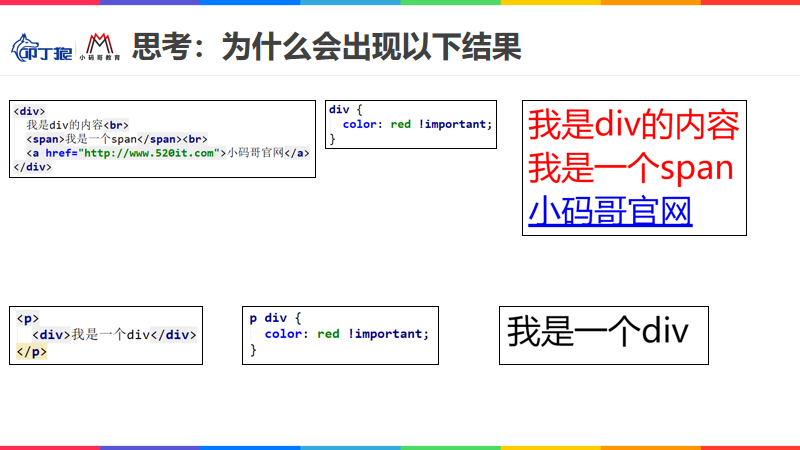 叩丁狼
小码哥教育
思考：为什么会出现以下结果
<div>
我是div的内容<br>
<span>我是一个span</span><br>
<a href="http://www.520it.com">小码哥官网</a>
</div>
div {
color: red !important;
}
我是div的内容
我是一个span
小码哥官网
<p>
<div>我是一个div</div>
</p>
p div {
color: red !important;
}
我是一个div